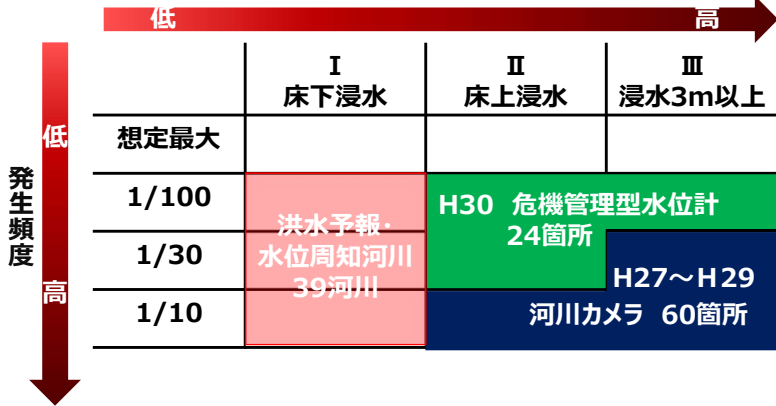 低 高
Ⅰ Ⅱ Ⅲ
床下浸水 床上浸水 浸水3m以上
低
想定最大
発生頻度
1/100
H30 危機管理型水位計
24箇所
洪水予報・
水位周知河川
39河川
1/30
高
H27～H29
河川カメラ 60箇所
1/10